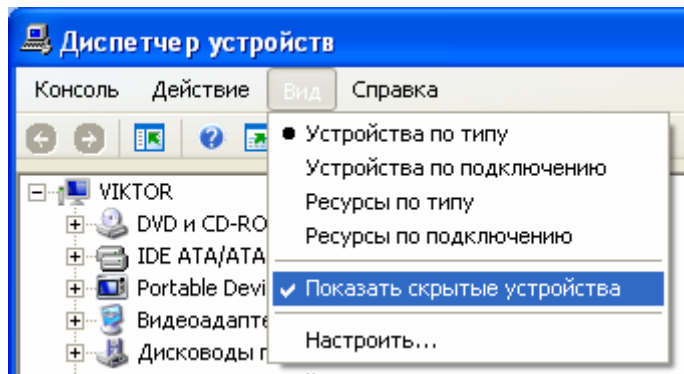 Диспетчер устройств
Консоль Действие Вид Справка
Устройства по типу
Устройства по подключению
Ресурсы по типу
Ресурсы по подключению
Показать скрытые устройства
Настроить...
VIKTOR
DVD и CD-RO
IDE ATA/ATA
Portable Devi
Видеоадапте
Дисководы г